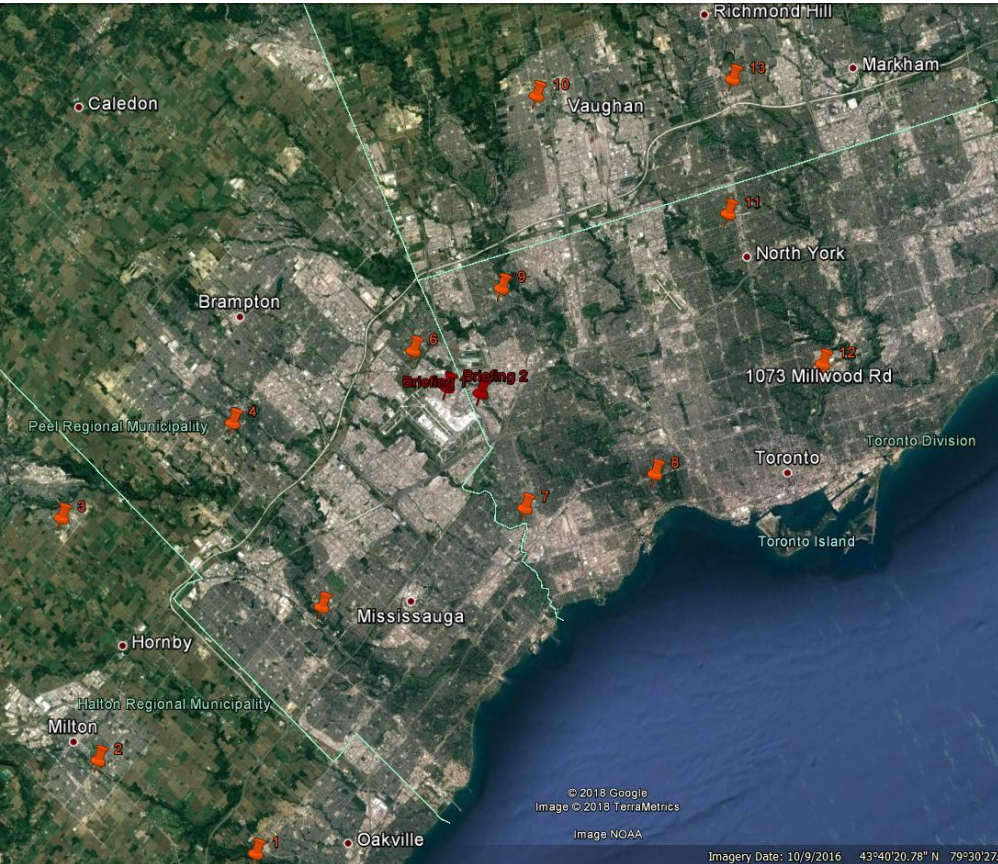 Richmond Hill
Markham
13
10
Vaughan
Caledon
11
North York
9
Brampton
6
Briefing 2
12
1073 Millwood Rd
4
Peel Regional Municipality
Toronto Division
Toronto
8
7
3
Toronto Island
Mississauga
Hornby
Halton Regional Municipality
Milton
2
© 2018 Google
Image © 2018 TerraMetrics
Image NOAA
1
Oakville
Imagery Date: 10/9/2016 43°40'20.78" N 79°30'27